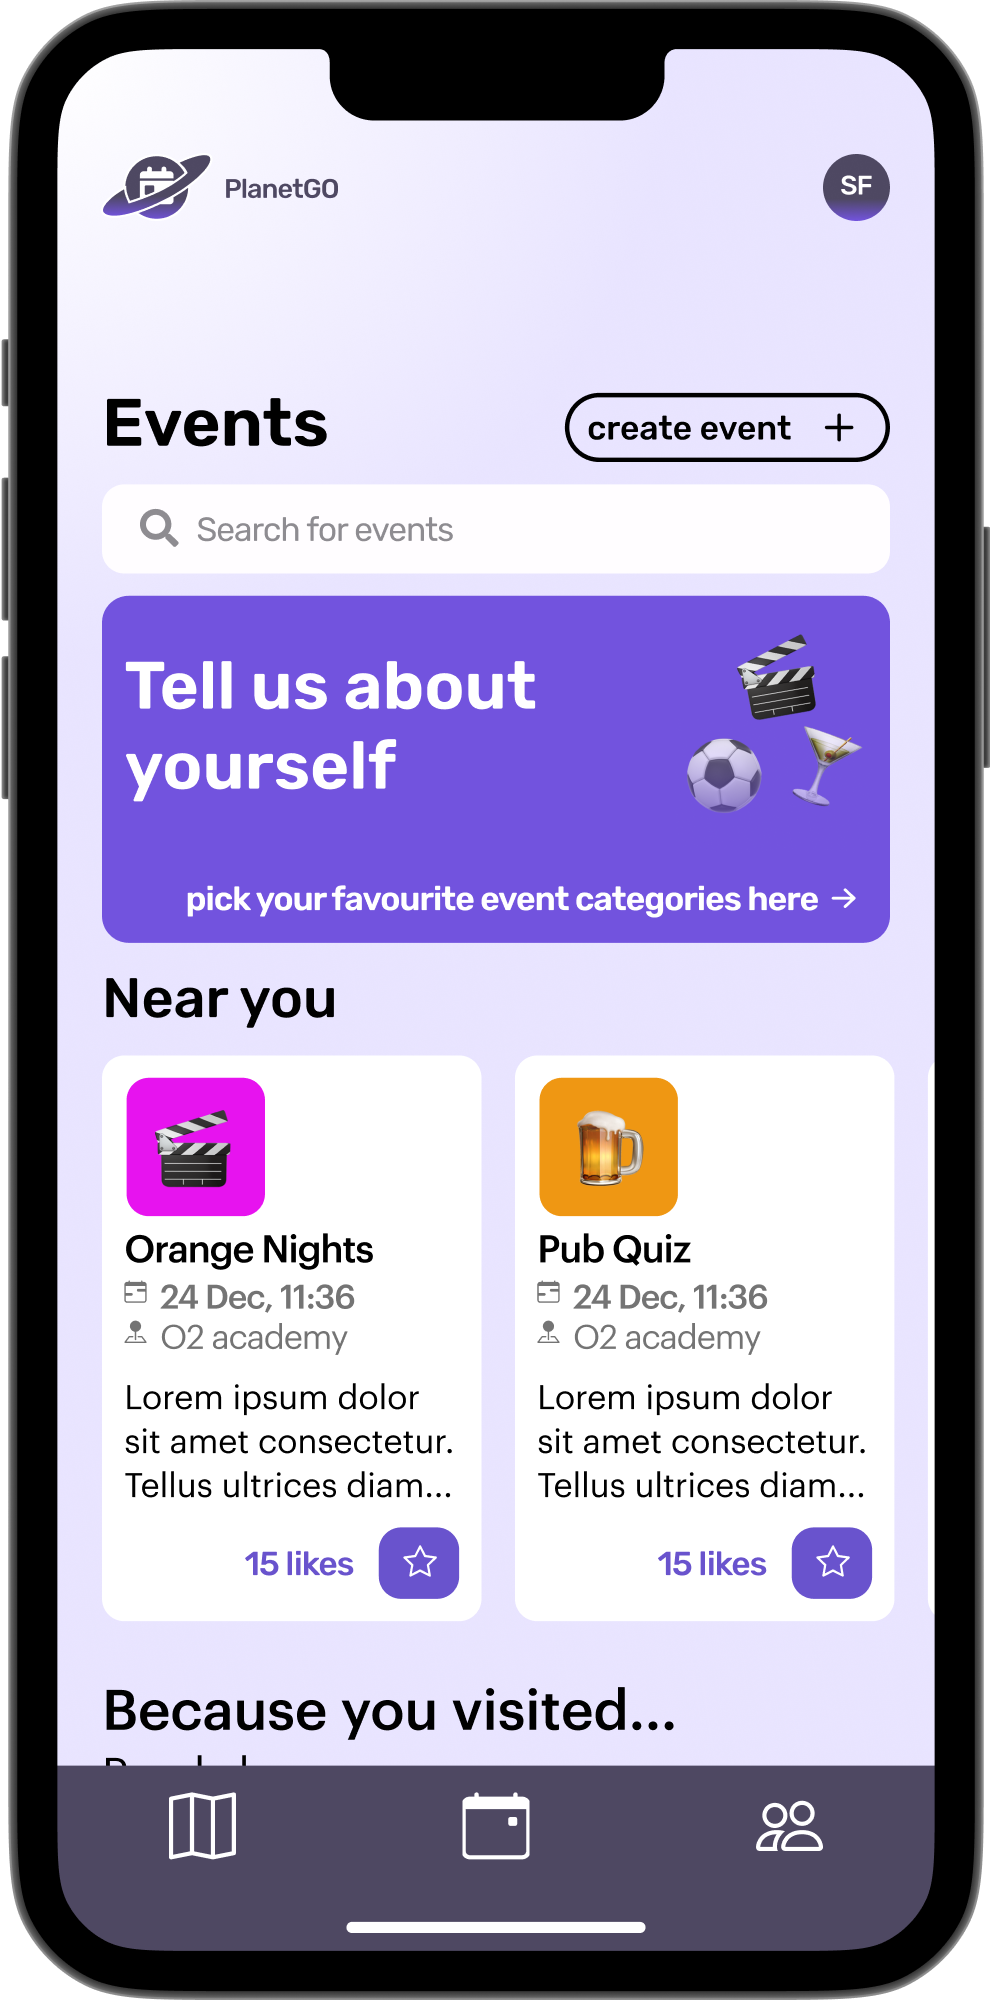 PlanetGO
SF
Events
create event
Search for events
Tell us about
yourself
pick your favourite event categories here →
Near you
Orange Nights
24 Dec, 11:36
O2 academy
Lorem ipsum dolor
sit amet consectetur.
Tellus ultrices diam...
15 likes
Pub Quiz
24 Dec, 11:36
O2 academy
Lorem ipsum dolor
sit amet consectetur.
Tellus ultrices diam...
15 likes
Because you visited...